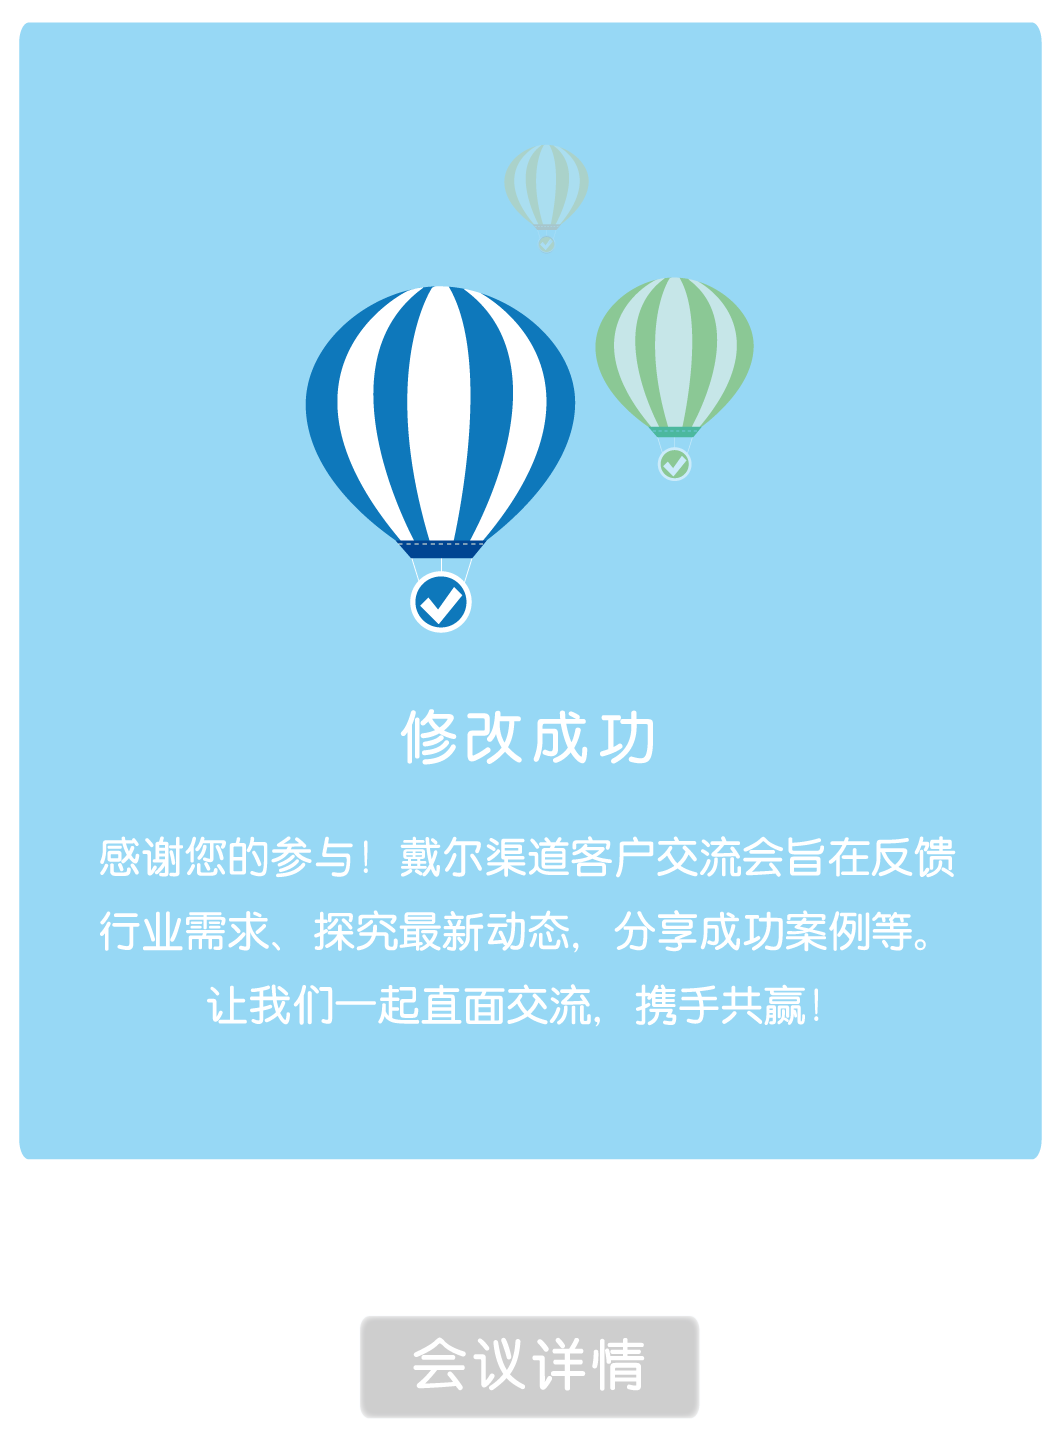 修改成功
感谢您的参与！戴尔渠道客户交流会旨在反馈
行业需求、探究最新动态，分享成功案例等。
让我们一起直面交流，携手共赢！
会议详情